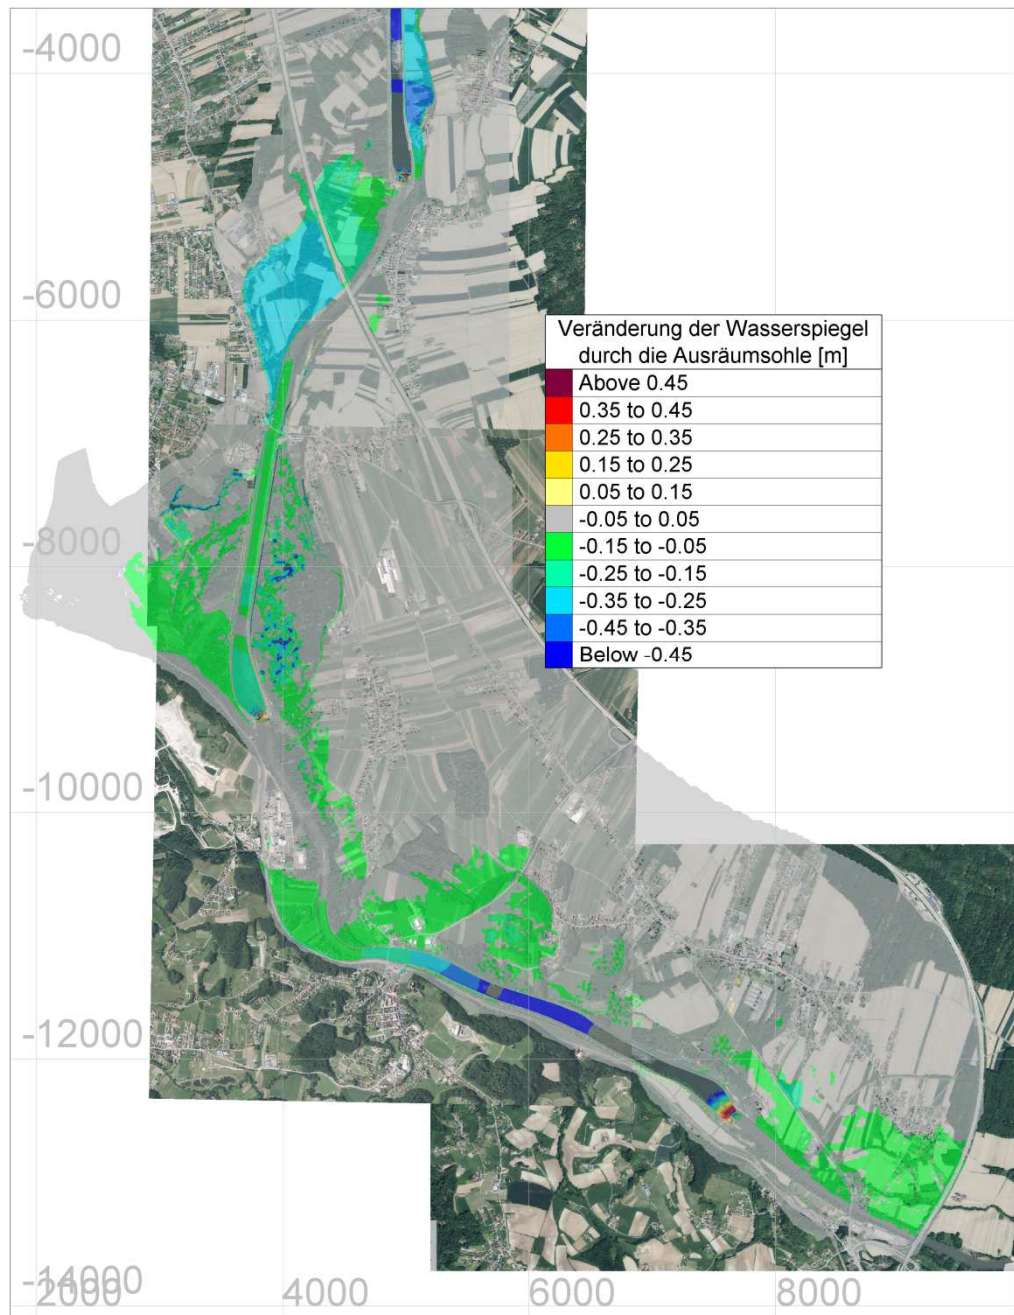 -4000
-6000
Veränderung der Wasserspiegel
durch die Ausräumsohle [m]
Above 0.45
0.35 to 0.45
0.25 to 0.35
0.15 to 0.25
0.05 to 0.15
-0.05 to 0.05
-0.15 to -0.05
-0.25 to -0.15
-0.35 to -0.25
-0.45 to -0.35
Below -0.45
-8000
-10000
-12000
-14000
2000 4000 6000 8000